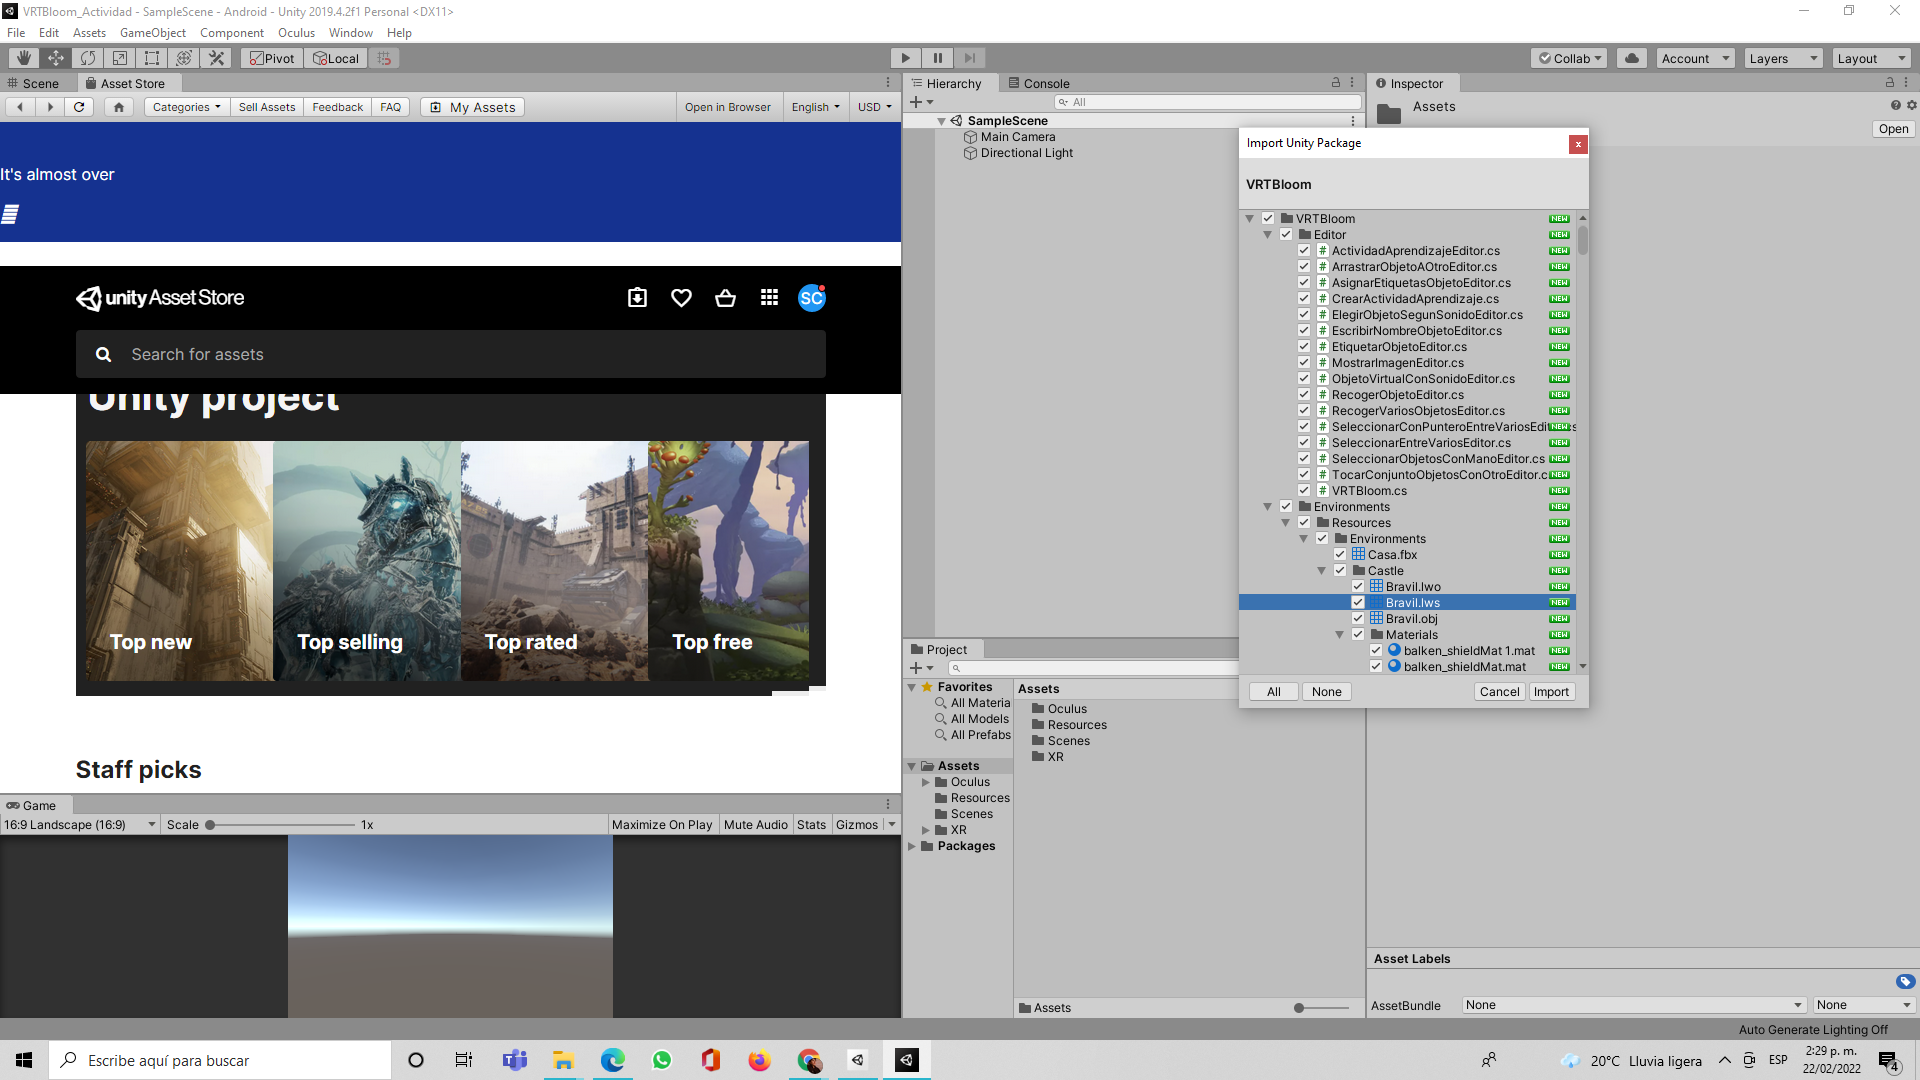 VRTBloom_Actividad - SampleScene - Android - Unity 2019.4.2f1 Personal <DX11>
File Edit Assets GameObject Component Oculus Window Help
Pivot Local Collab Account Layers Layout
Scene Asset Store
Categories Sell Assets Feedback FAQ My Assets Open in Browser English USD
It's almost over
unity Asset Store
SC
Search for assets
Unity project
Top new Top selling Top rated Top free
Staff picks
Game
16:9 Landscape (16:9) Scale 1x Maximize On Play Mute Audio Stats Gizmos
Hierarchy Console
All
SampleScene
Main Camera
Directional Light
Project
Favorites
All Materia
All Models
All Prefabs
Assets
Oculus
Resources
Scenes
XR
Packages
Assets
Oculus
Resources
Scenes
XR
Assets
Inspector
Assets
Open
Import Unity Package
x
VRTBloom
VRTBloom NEW
Editor NEW
# ActividadAprendizajeEditor.cs NEW
# ArrastrarObjetoAOtroEditor.cs NEW
# AsignarEtiquetasObjetoEditor.cs NEW
# CrearActividadAprendizaje.cs NEW
# ElegirObjetoSegunSonidoEditor.cs NEW
# EscribirNombreObjetoEditor.cs NEW
# EtiquetarObjetoEditor.cs NEW
# MostrarImagenEditor.cs NEW
# ObjetoVirtualConSonidoEditor.cs NEW
# RecogerObjetoEditor.cs NEW
# RecogerVariosObjetosEditor.cs NEW
# SeleccionarConPunteroEntreVariosEdi NEW
# SeleccionarEntreVariosEditor.cs NEW
# SeleccionarObjetosConManoEditor.cs NEW
# TocarConjuntoObjetosConOtroEditor.c NEW
# VRTBloom.cs NEW
Environments NEW
Resources NEW
Environments NEW
Casa.fbx NEW
Castle NEW
Bravil.lwo NEW
Bravil.lws NEW
Bravil.obj NEW
Materials NEW
balken_shieldMat 1.mat NEW
balken_shieldMat.mat NEW
All None Cancel Import
Asset Labels
AssetBundle None None
Auto Generate Lighting Off
Escribe aquí para buscar
20°C Lluvia ligera ESP
2:29 p. m.
22/02/2022
4